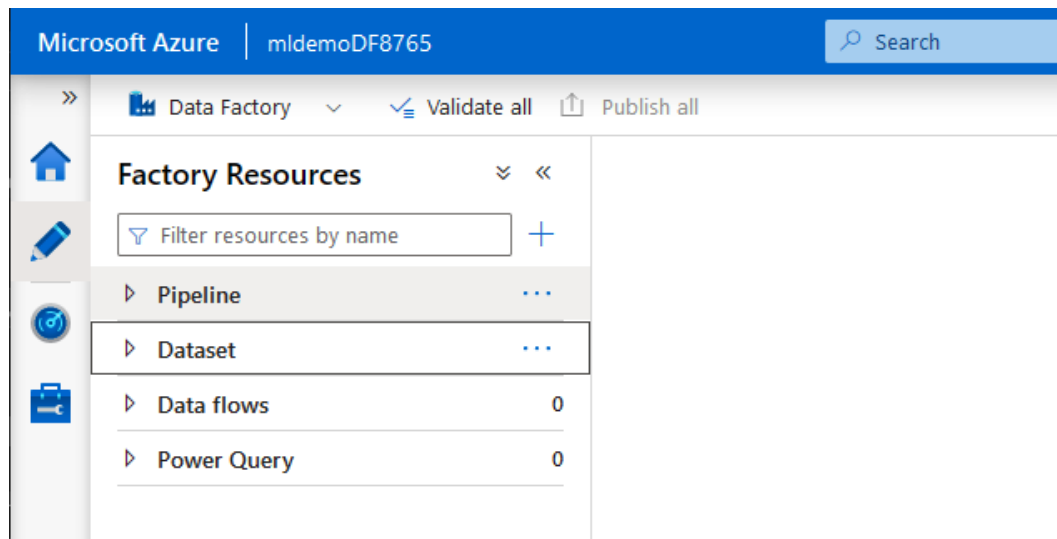 Microsoft Azure mldemoDF8765 Search
Data Factory Validate all Publish all
Factory Resources
Filter resources by name
Pipeline ...
Dataset ...
Data flows 0
Power Query 0